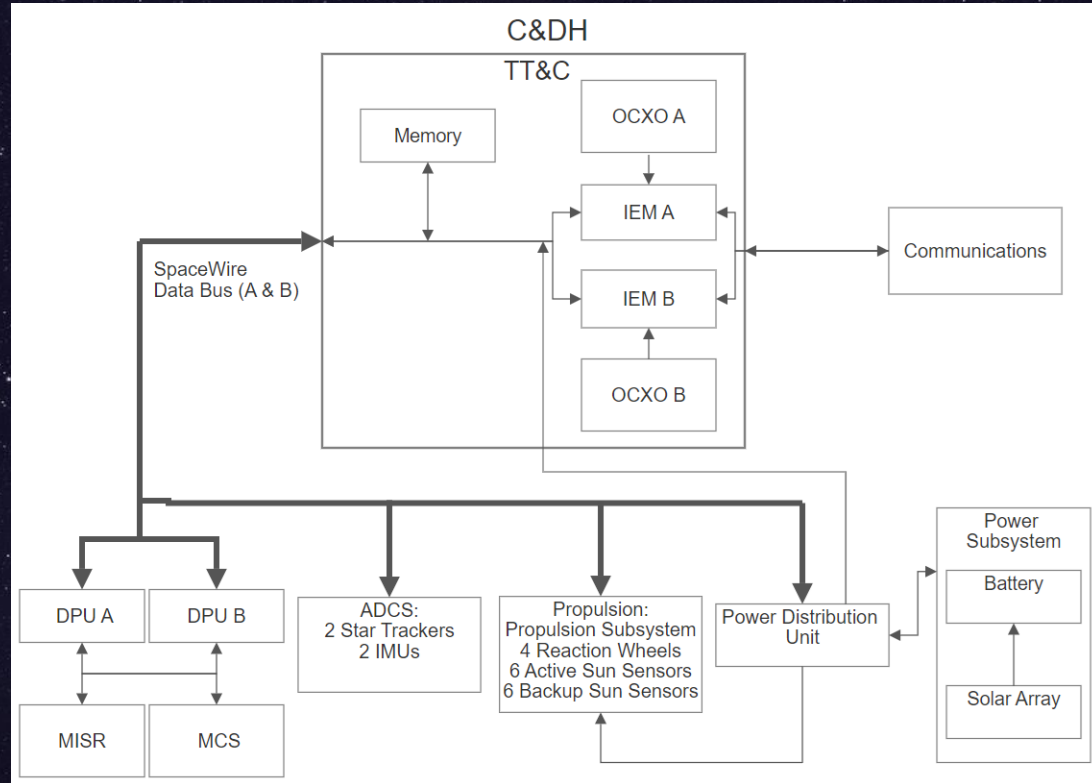 C&DH
TT&C
OCXO A
Memory
IEM A
Communications
SpaceWire
Data Bus (A & B)
IEM B
OCXO B
Power
Subsystem
Battery
DPU A
DPU B
ADCS:
2 Star Trackers
2 IMUs
Propulsion:
Propulsion Subsystem
4 Reaction Wheels
6 Active Sun Sensors
6 Backup Sun Sensors
Power Distribution
Unit
Solar Array
MISR
MCS